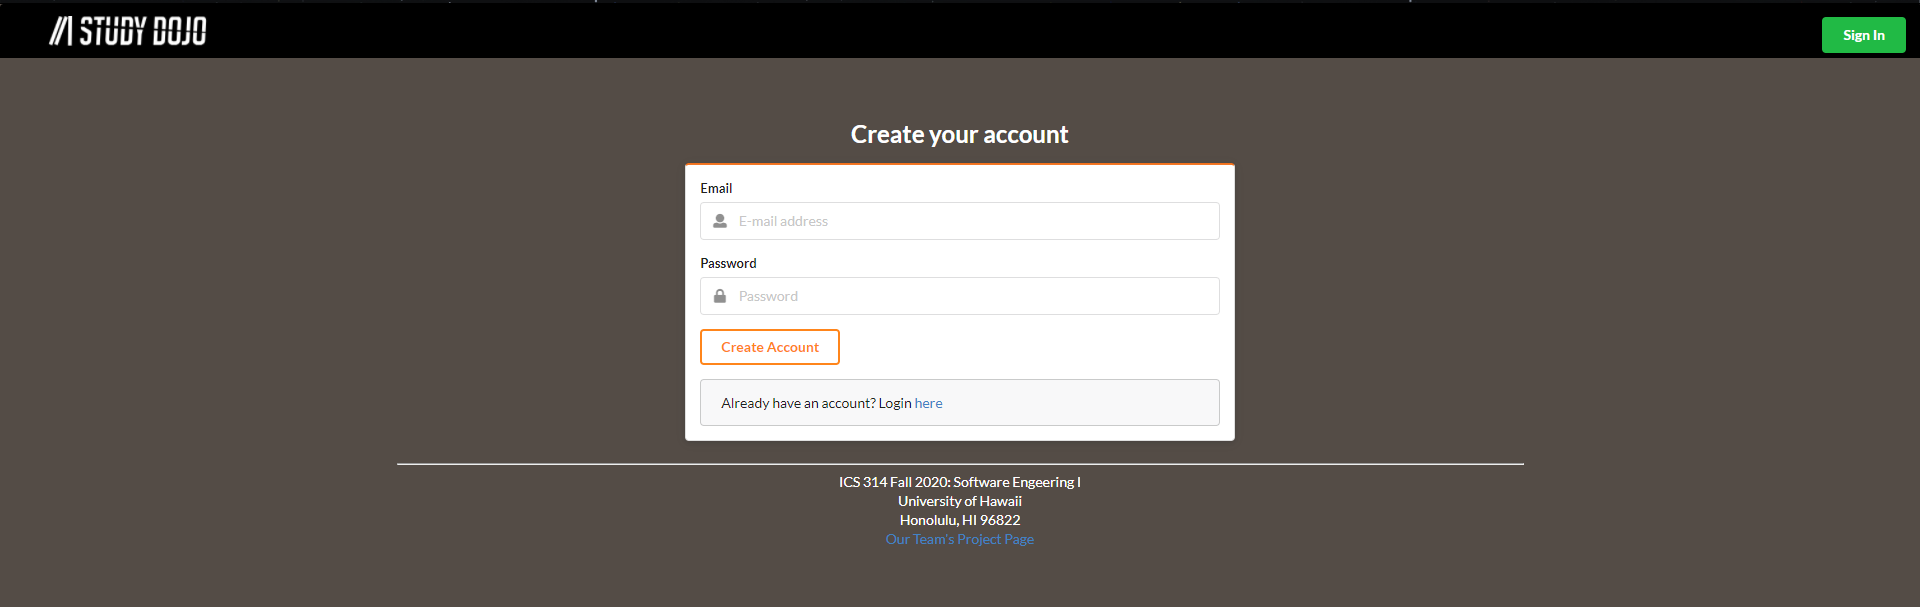 STUDY DOJO
Sign In
Create your account
Email
E-mail address
Password
Password
Create Account
Already have an account? Login here
ICS 314 Fall 2020: Software Engeering I
University of Hawaii
Honolulu, HI 96822
Our Team's Project Page